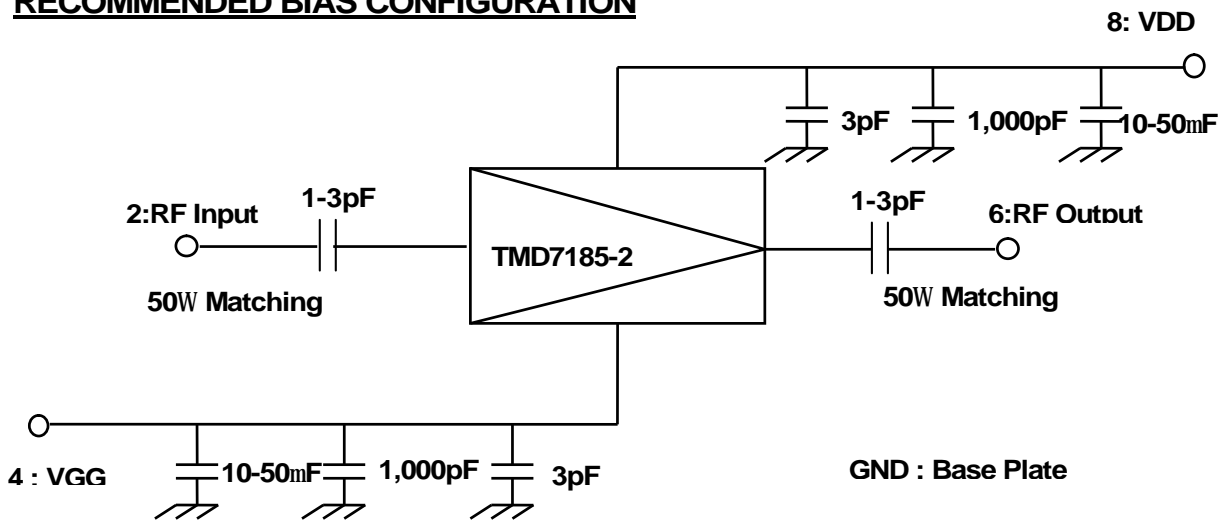 RECOMMENDED BIAS CONFIGURATION
8: VDD
3pF
1,000pF
10-50mF
1-3pF
2:RF Input
1-3pF
6:RF Output
TMD7185-2
50W Matching
50W Matching
10-50mF
1,000pF
3pF
4 : VGG
GND : Base Plate